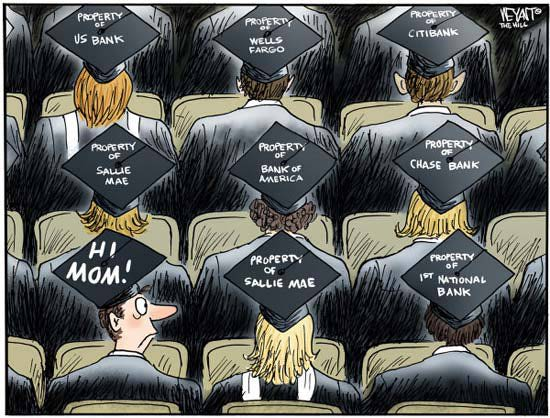 PROPERTY
OF
US BANK
PROPERTY
OF
WELLS
FARGO
PROPERTY
OF
CITIBANK
THE HILL
PROPERTY
OF
SALLIE
MAE
PROPERTY
OF
BANK OF
AMERICA
PROPERTY
OF
CHASE BANK
HI
MOM!
PROPERTY
OF
SALLIE MAE
PROPERTY
OF
1ST NATIONAL
BANK